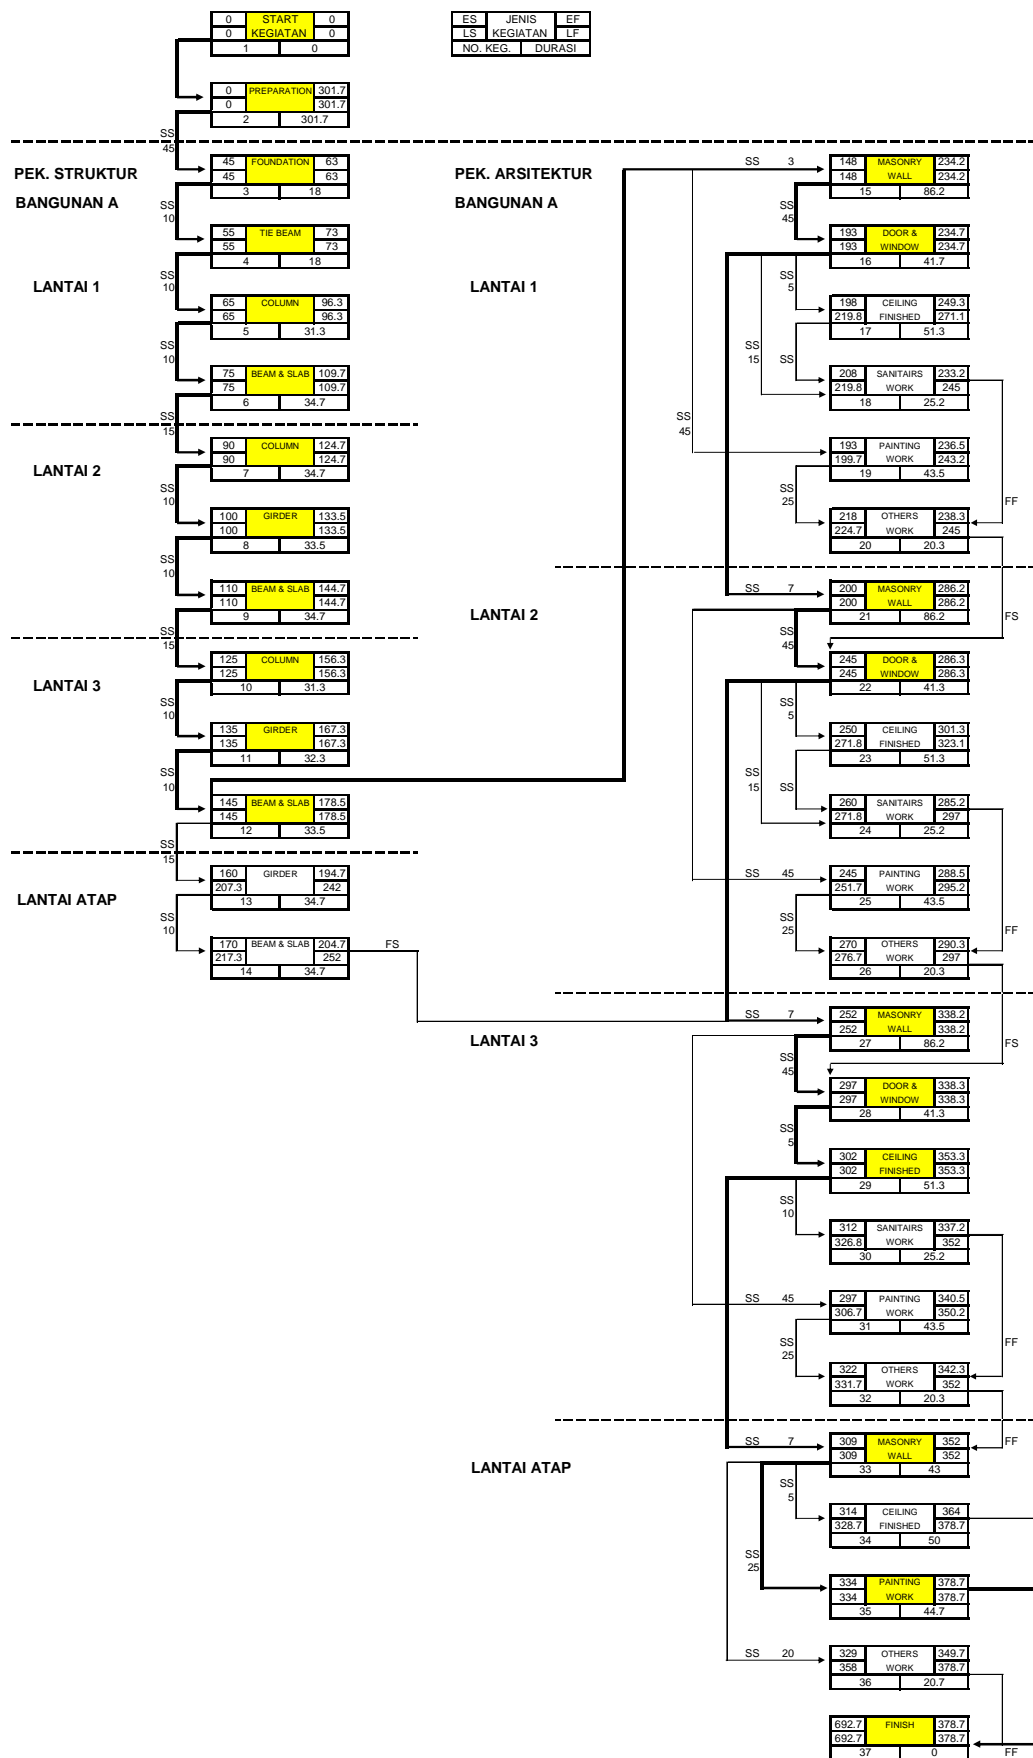 0 START 0
0 KEGIATAN 0
1 0
ES JENIS EF
LS KEGIATAN LF
NO. KEG. DURASI
0 PREPARATION 301.7
0 301.7
2 301.7
SS
45
PEK. STRUKTUR
BANGUNAN A
45 FOUNDATION 63
45 63
3 18
SS
10
55 TIE BEAM 73
55 73
4 18
LANTAI 1
SS
10
65 COLUMN 96.3
65 96.3
5 31.3
SS
10
75 BEAM & SLAB 109.7
75 109.7
6 34.7
SS
15
LANTAI 2
90 COLUMN 124.7
90 124.7
7 34.7
SS
10
100 GIRDER 133.5
100 133.5
8 33.5
SS
10
110 BEAM & SLAB 144.7
110 144.7
9 34.7
SS
15
LANTAI 3
125 COLUMN 156.3
125 156.3
10 31.3
SS
10
135 GIRDER 167.3
135 167.3
11 32.3
SS
10
145 BEAM & SLAB 178.5
145 178.5
12 33.5
SS
15
LANTAI ATAP
160 GIRDER 194.7
207.3 242
13 34.7
SS
10
170 BEAM & SLAB 204.7
217.3 252
14 34.7
FS
PEK. ARSITEKTUR
BANGUNAN A
SS 3
148 MASONRY 234.2
148 WALL 234.2
15 86.2
SS
45
193 DOOR & 234.7
193 WINDOW 234.7
16 41.7
LANTAI 1
SS
5
198 CEILING 249.3
219.8 FINISHED 271.1
17 51.3
SS
15
SS
208 SANITAIRS 233.2
219.8 WORK 245
18 25.2
SS
45
193 PAINTING 236.5
199.7 WORK 243.2
19 43.5
SS
25
FF
218 OTHERS 238.3
224.7 WORK 245
20 20.3
SS 7
200 MASONRY 286.2
200 WALL 286.2
21 86.2
LANTAI 2
FS
SS
45
245 DOOR & 286.3
245 WINDOW 286.3
22 41.3
SS
5
250 CEILING 301.3
271.8 FINISHED 323.1
23 51.3
SS
15
SS
260 SANITAIRS 285.2
271.8 WORK 297
24 25.2
SS 45
245 PAINTING 288.5
251.7 WORK 295.2
25 43.5
SS
25
FF
270 OTHERS 290.3
276.7 WORK 297
26 20.3
SS 7
252 MASONRY 338.2
252 WALL 338.2
27 86.2
LANTAI 3
FS
SS
45
297 DOOR & 338.3
297 WINDOW 338.3
28 41.3
SS
5
302 CEILING 353.3
302 FINISHED 353.3
29 51.3
SS
10
312 SANITAIRS 337.2
326.8 WORK 352
30 25.2
SS 45
297 PAINTING 340.5
306.7 WORK 350.2
31 43.5
SS
25
FF
322 OTHERS 342.3
331.7 WORK 352
32 20.3
SS 7
309 MASONRY 352
309 WALL 352
33 43
FF
LANTAI ATAP
SS
5
314 CEILING 364
328.7 FINISHED 378.7
34 50
SS
25
334 PAINTING 378.7
334 WORK 378.7
35 44.7
SS 20
329 OTHERS 349.7
358 WORK 378.7
36 20.7
692.7 FINISH 378.7
692.7 378.7
37 0
FF